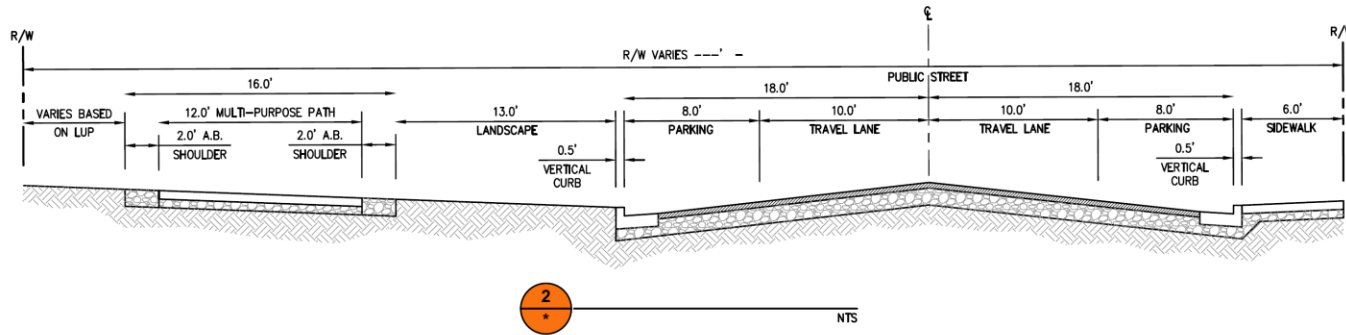 ℄
R/W
R/W
R/W VARIES ---' -
PUBLIC STREET
16.0'
18.0'
18.0'
VARIES BASED
ON LUP
12.0' MULTI-PURPOSE PATH
13.0'
LANDSCAPE
8.0'
PARKING
10.0'
TRAVEL LANE
10.0'
TRAVEL LANE
8.0'
PARKING
6.0'
SIDEWALK
2.0' A.B.
SHOULDER
2.0' A.B.
SHOULDER
0.5'
VERTICAL
CURB
0.5'
VERTICAL
CURB
2
*
NTS